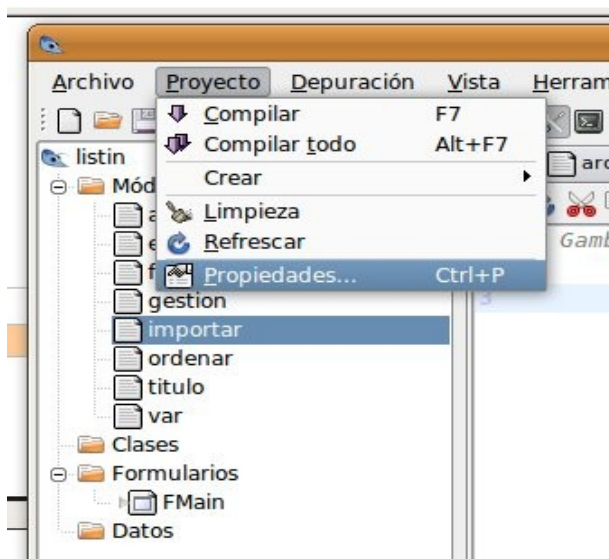 Archivo Proyecto Depuración Vista Herram
Compilar F7
Compilar todo Alt+F7
Crear
Limpieza
Refrescar
Propiedades... Ctrl+P
listin
Mód
a
e
f
gestion
importar
ordenar
titulo
var
Clases
Formularios
FMain
Datos
arc
Gamb
3